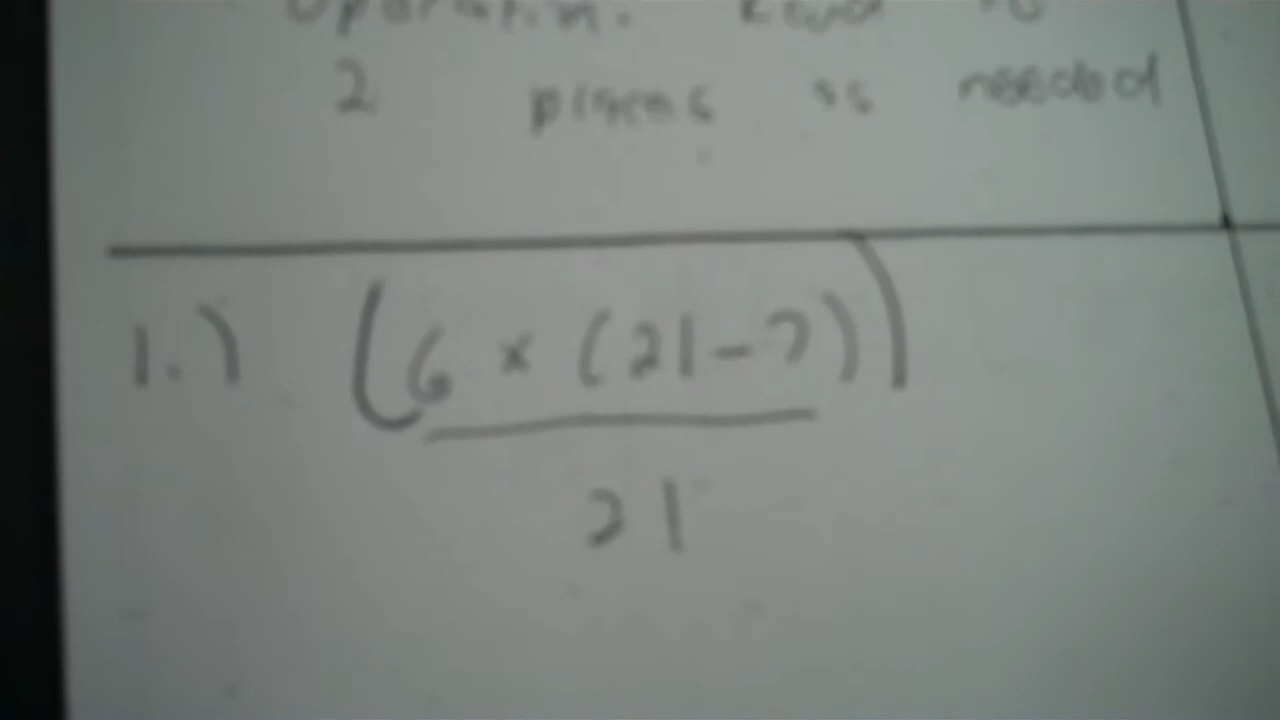 2 places as needed
1.) (6 × (21-7))
21